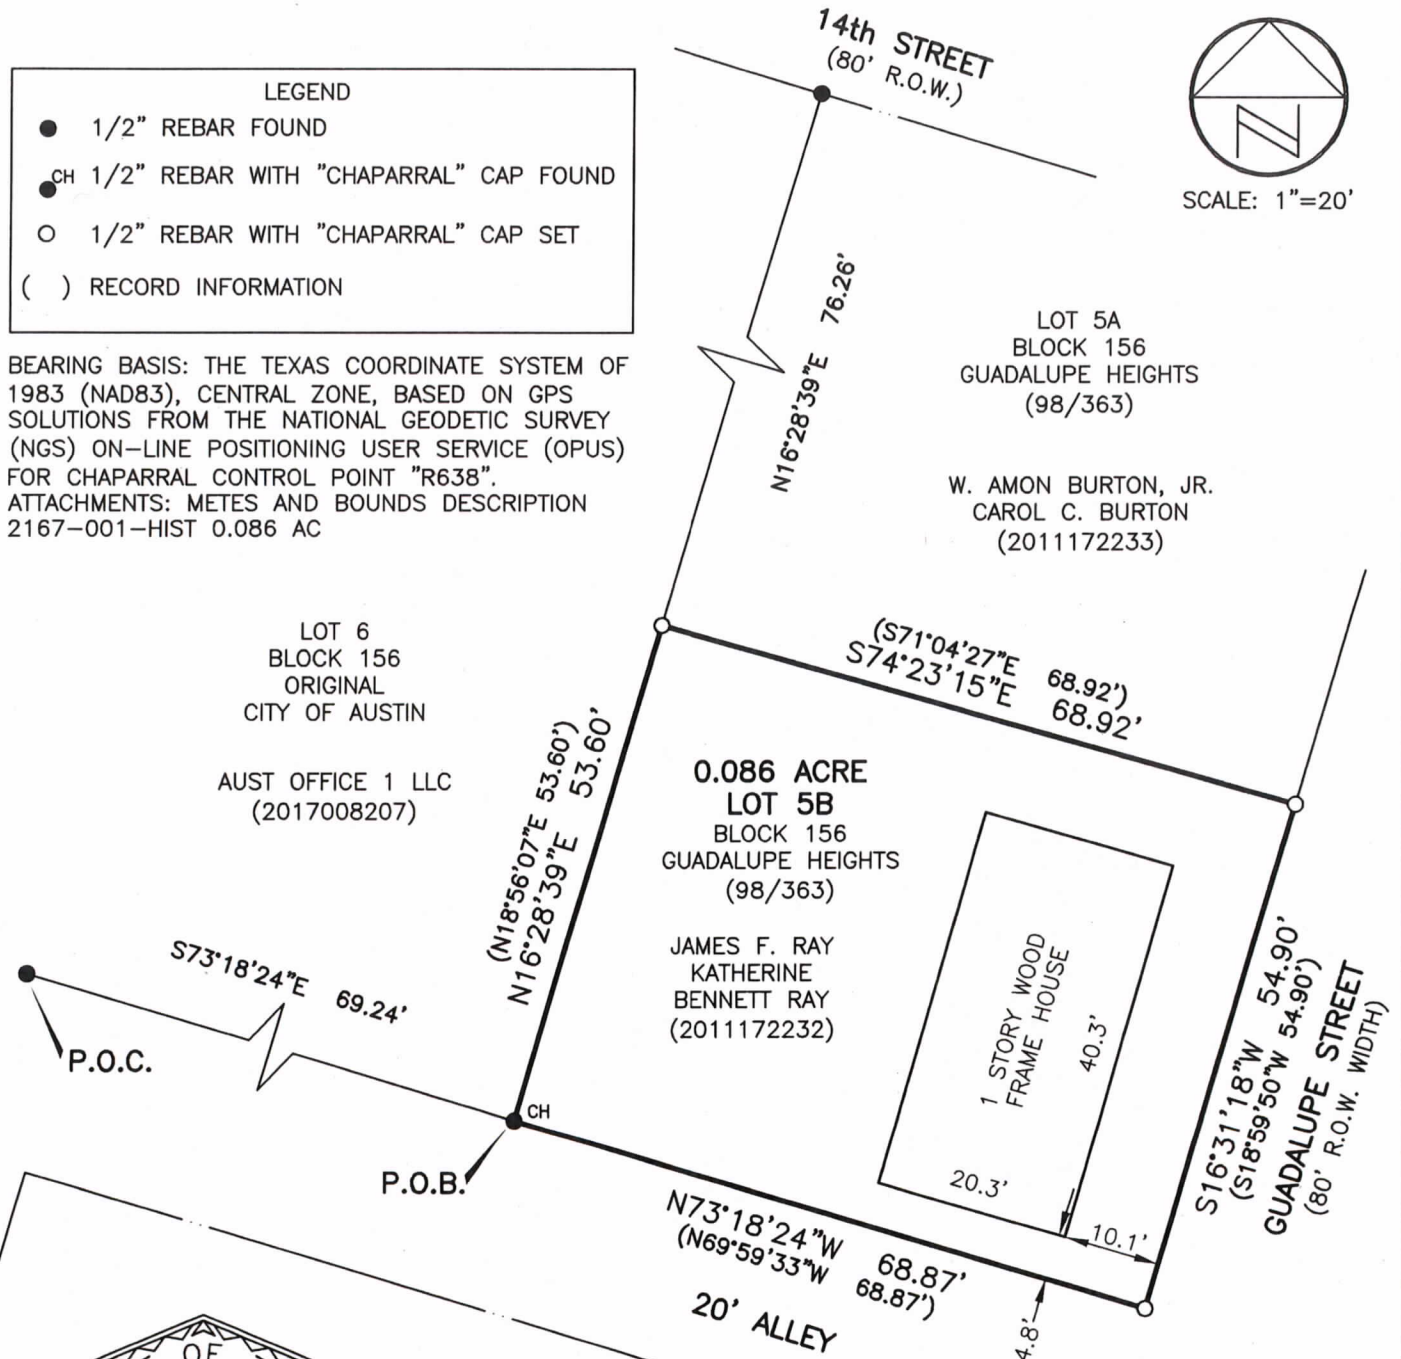 14th STREET
(80' R.O.W.)
LEGEND
1/2" REBAR FOUND
CH 1/2" REBAR WITH "CHAPARRAL" CAP FOUND
1/2" REBAR WITH "CHAPARRAL" CAP SET
( ) RECORD INFORMATION
N
SCALE: 1"=20'
BEARING BASIS: THE TEXAS COORDINATE SYSTEM OF
1983 (NAD83), CENTRAL ZONE, BASED ON GPS
SOLUTIONS FROM THE NATIONAL GEODETIC SURVEY
(NGS) ON-LINE POSITIONING USER SERVICE (OPUS)
FOR CHAPARRAL CONTROL POINT "R638".
ATTACHMENTS: METES AND BOUNDS DESCRIPTION
2167-001-HIST 0.086 AC
N16°28'39"E 76.26'
LOT 5A
BLOCK 156
GUADALUPE HEIGHTS
(98/363)
W. AMON BURTON, JR.
CAROL C. BURTON
(2011172233)
LOT 6
BLOCK 156
ORIGINAL
CITY OF AUSTIN
AUST OFFICE 1 LLC
(2017008207)
(S71°04'27"E 68.92')
S74°23'15"E 68.92'
(N18°56'07"E 53.60')
N16°28'39"E 53.60'
0.086 ACRE
LOT 5B
BLOCK 156
GUADALUPE HEIGHTS
(98/363)
JAMES F. RAY
KATHERINE
BENNETT RAY
(2011172232)
1 STORY WOOD
FRAME HOUSE
40.3'
20.3'
10.1'
S16°31'18"W 54.90'
(S18°59'50"W 54.90')
GUADALUPE STREET
(80' R.O.W. WIDTH)
S73°18'24"E 69.24'
P.O.C.
CH
P.O.B.
N73°18'24"W 68.87'
(N69°59'33"W 68.87')
20' ALLEY
4.8'
OF